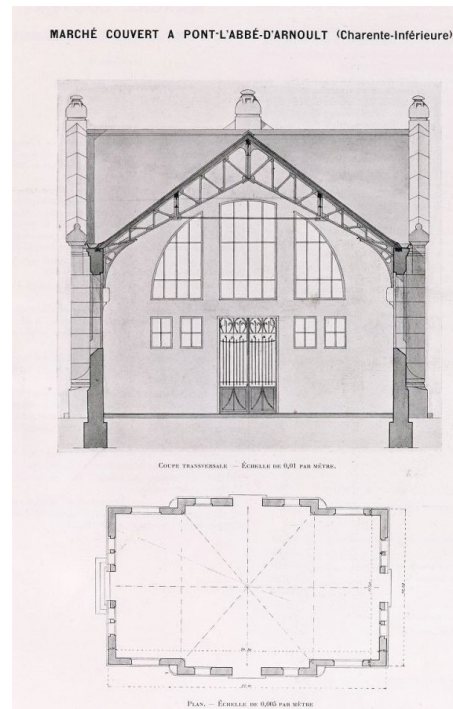 MARCHÉ COUVERT A PONT-L'ABBÉ-D'ARNOULT (Charente-Inférieure)
COUPE TRANSVERSALE — ÉCHELLE DE 0,01 PAR MÈTRE.
PLAN. — ÉCHELLE DE 0,005 PAR MÈTRE